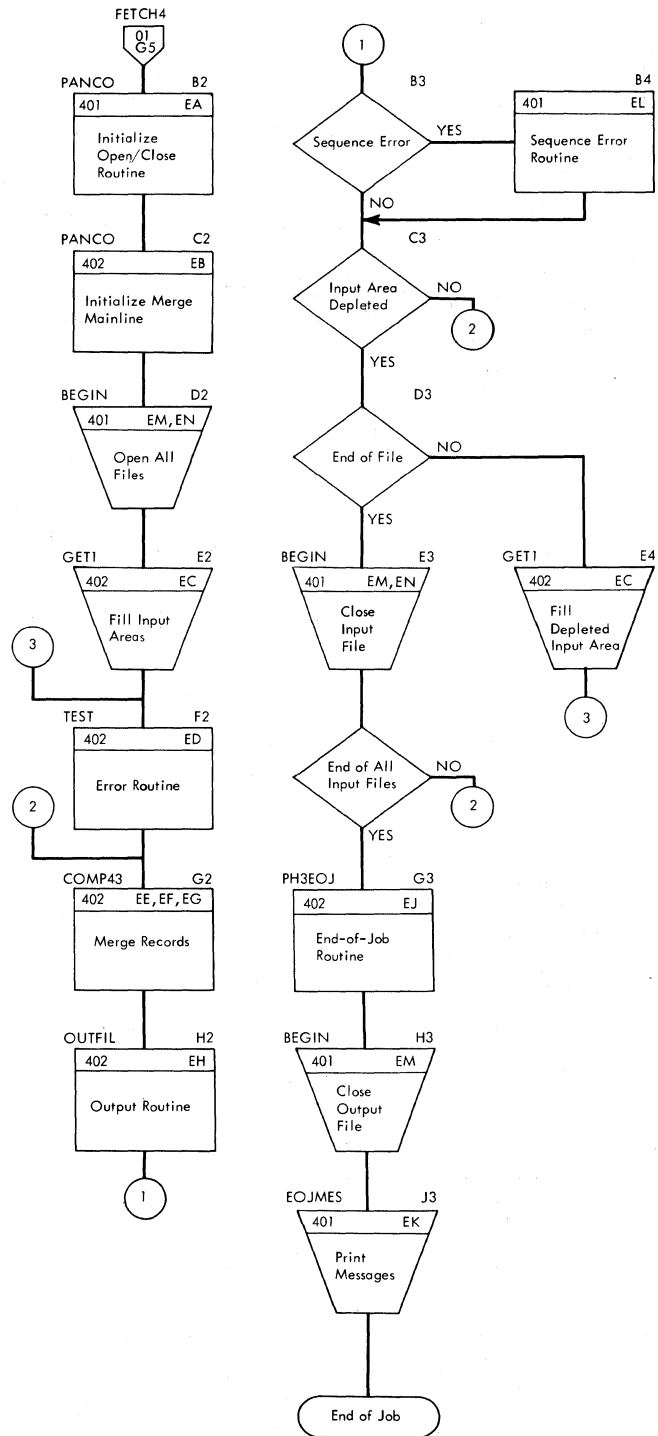 FETCH4
01
G5
PANCO B2
401 EA
Initialize
Open/Close
Routine
PANCO C2
402 EB
Initialize Merge
Mainline
BEGIN D2
401 EM,EN
Open All
Files
GET1 E2
402 EC
Fill Input
Areas
3
TEST F2
402 ED
Error Routine
2
COMP43 G2
402 EE,EF,EG
Merge Records
OUTFIL H2
402 EH
Output Routine
1
1
B3
Sequence Error
YES
NO
B4
401 EL
Sequence Error
Routine
C3
Input Area
Depleted
NO
2
YES
D3
End of File
NO
YES
BEGIN E3
401 EM,EN
Close
Input
File
GET1 E4
402 EC
Fill
Depleted
Input Area
3
End of All
Input Files
NO
2
YES
PH3EOJ G3
402 EJ
End-of-Job
Routine
BEGIN H3
401 EM
Close
Output
File
EOJMES J3
401 EK
Print
Messages
End of Job